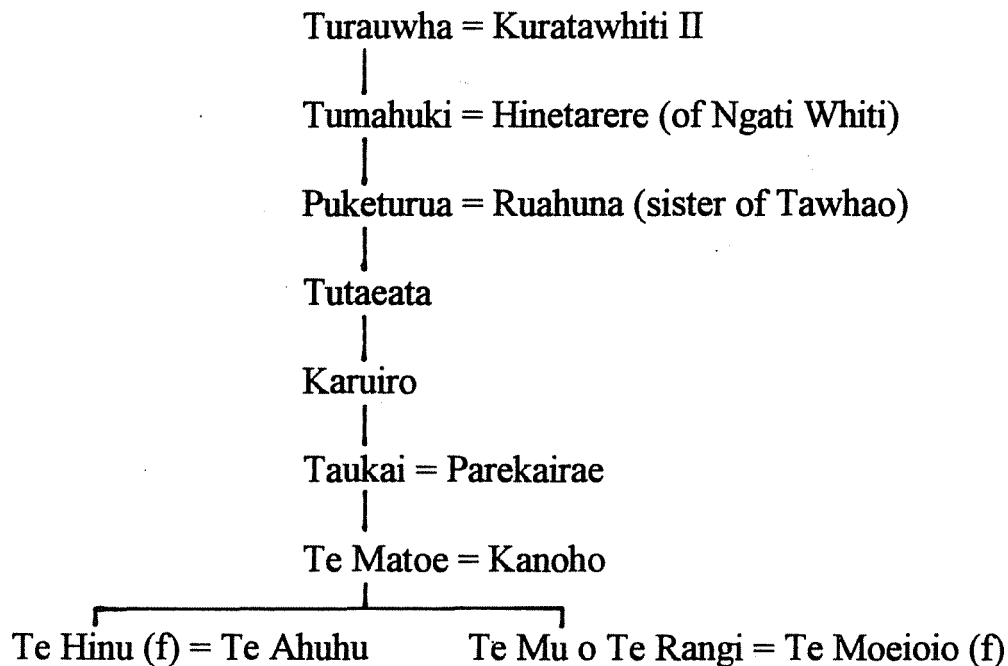 Turauwha = Kuratawhiti II
Tumahuki = Hinetarere (of Ngati Whiti)
Puketurua = Ruahuna (sister of Tawhao)
Tutaeata
Karuiro
Taukai = Parekairae
Te Matoe = Kanoho
Te Hinu (f) = Te Ahuhu Te Mu o Te Rangi = Te Moeioio (f)